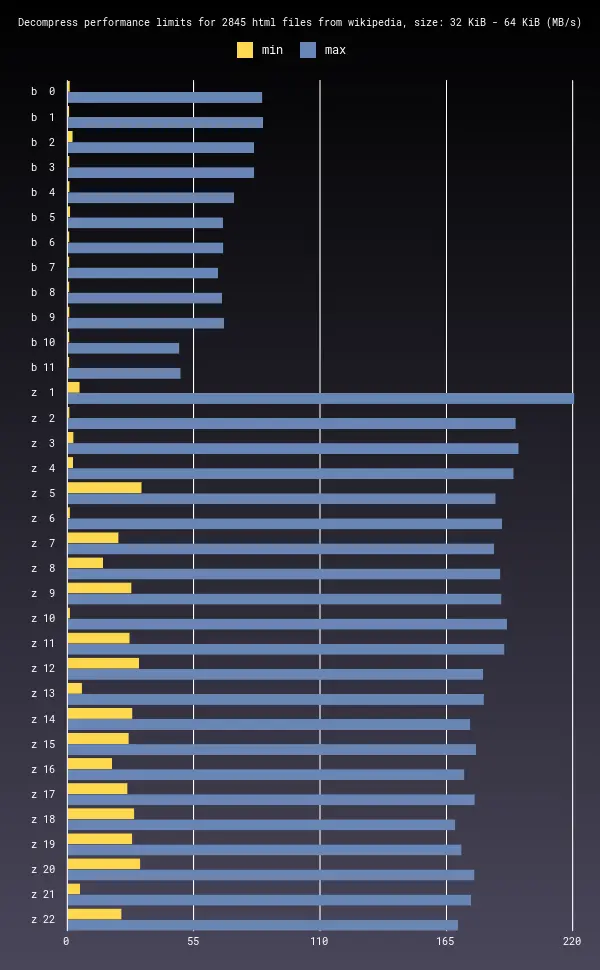 Decompress performance limits for 2845 html files from wikipedia, size: 32 KiB - 64 KiB (MB/s)
min max
b 0
b 1
b 2
b 3
b 4
b 5
b 6
b 7
b 8
b 9
b 10
b 11
z 1
z 2
z 3
z 4
z 5
z 6
z 7
z 8
z 9
z 10
z 11
z 12
z 13
z 14
z 15
z 16
z 17
z 18
z 19
z 20
z 21
z 22
0 55 110 165 220